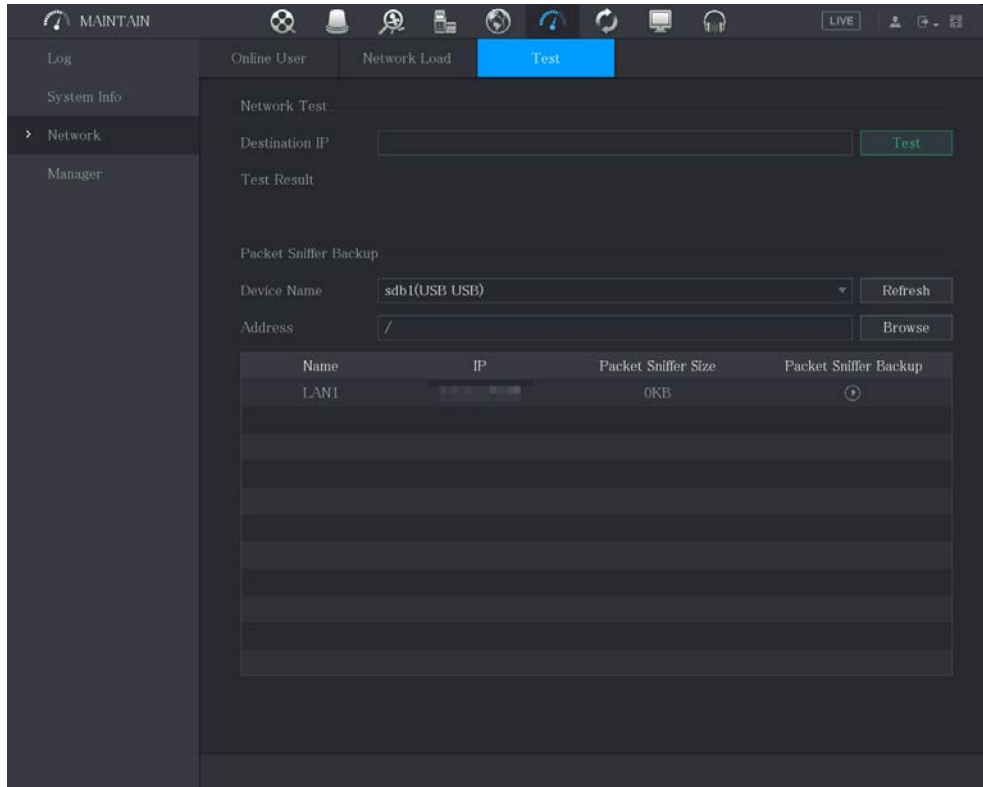 MAINTAIN LIVE
Log Online User Network Load Test
System Info
Network Test
Network
Destination IP Test
Manager
Test Result
Packet Sniffer Backup
Device Name sdb1(USB USB) Refresh
Address / Browse
Name IP Packet Sniffer Size Packet Sniffer Backup
LAN1 0KB